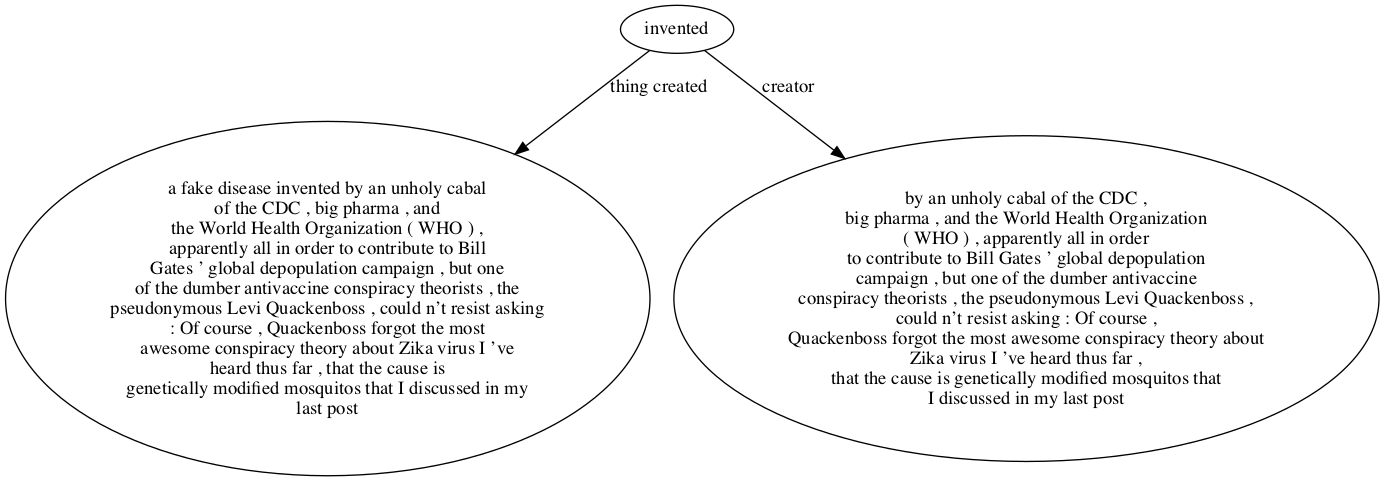 invented
thing created
creator
a fake disease invented by an unholy cabal
of the CDC , big pharma , and
the World Health Organization ( WHO ) ,
apparently all in order to contribute to Bill
Gates ’ global depopulation campaign , but one
of the dumber antivaccine conspiracy theorists , the
pseudonymous Levi Quackenboss , could n’t resist asking
: Of course , Quackenboss forgot the most
awesome conspiracy theory about Zika virus I ’ve
heard thus far , that the cause is
genetically modified mosquitos that I discussed in my
last post
by an unholy cabal of the CDC ,
big pharma , and the World Health Organization
( WHO ) , apparently all in order
to contribute to Bill Gates ’ global depopulation
campaign , but one of the dumber antivaccine
conspiracy theorists , the pseudonymous Levi Quackenboss ,
could n’t resist asking : Of course ,
Quackenboss forgot the most awesome conspiracy theory about
Zika virus I ’ve heard thus far ,
that the cause is genetically modified mosquitos that
I discussed in my last post